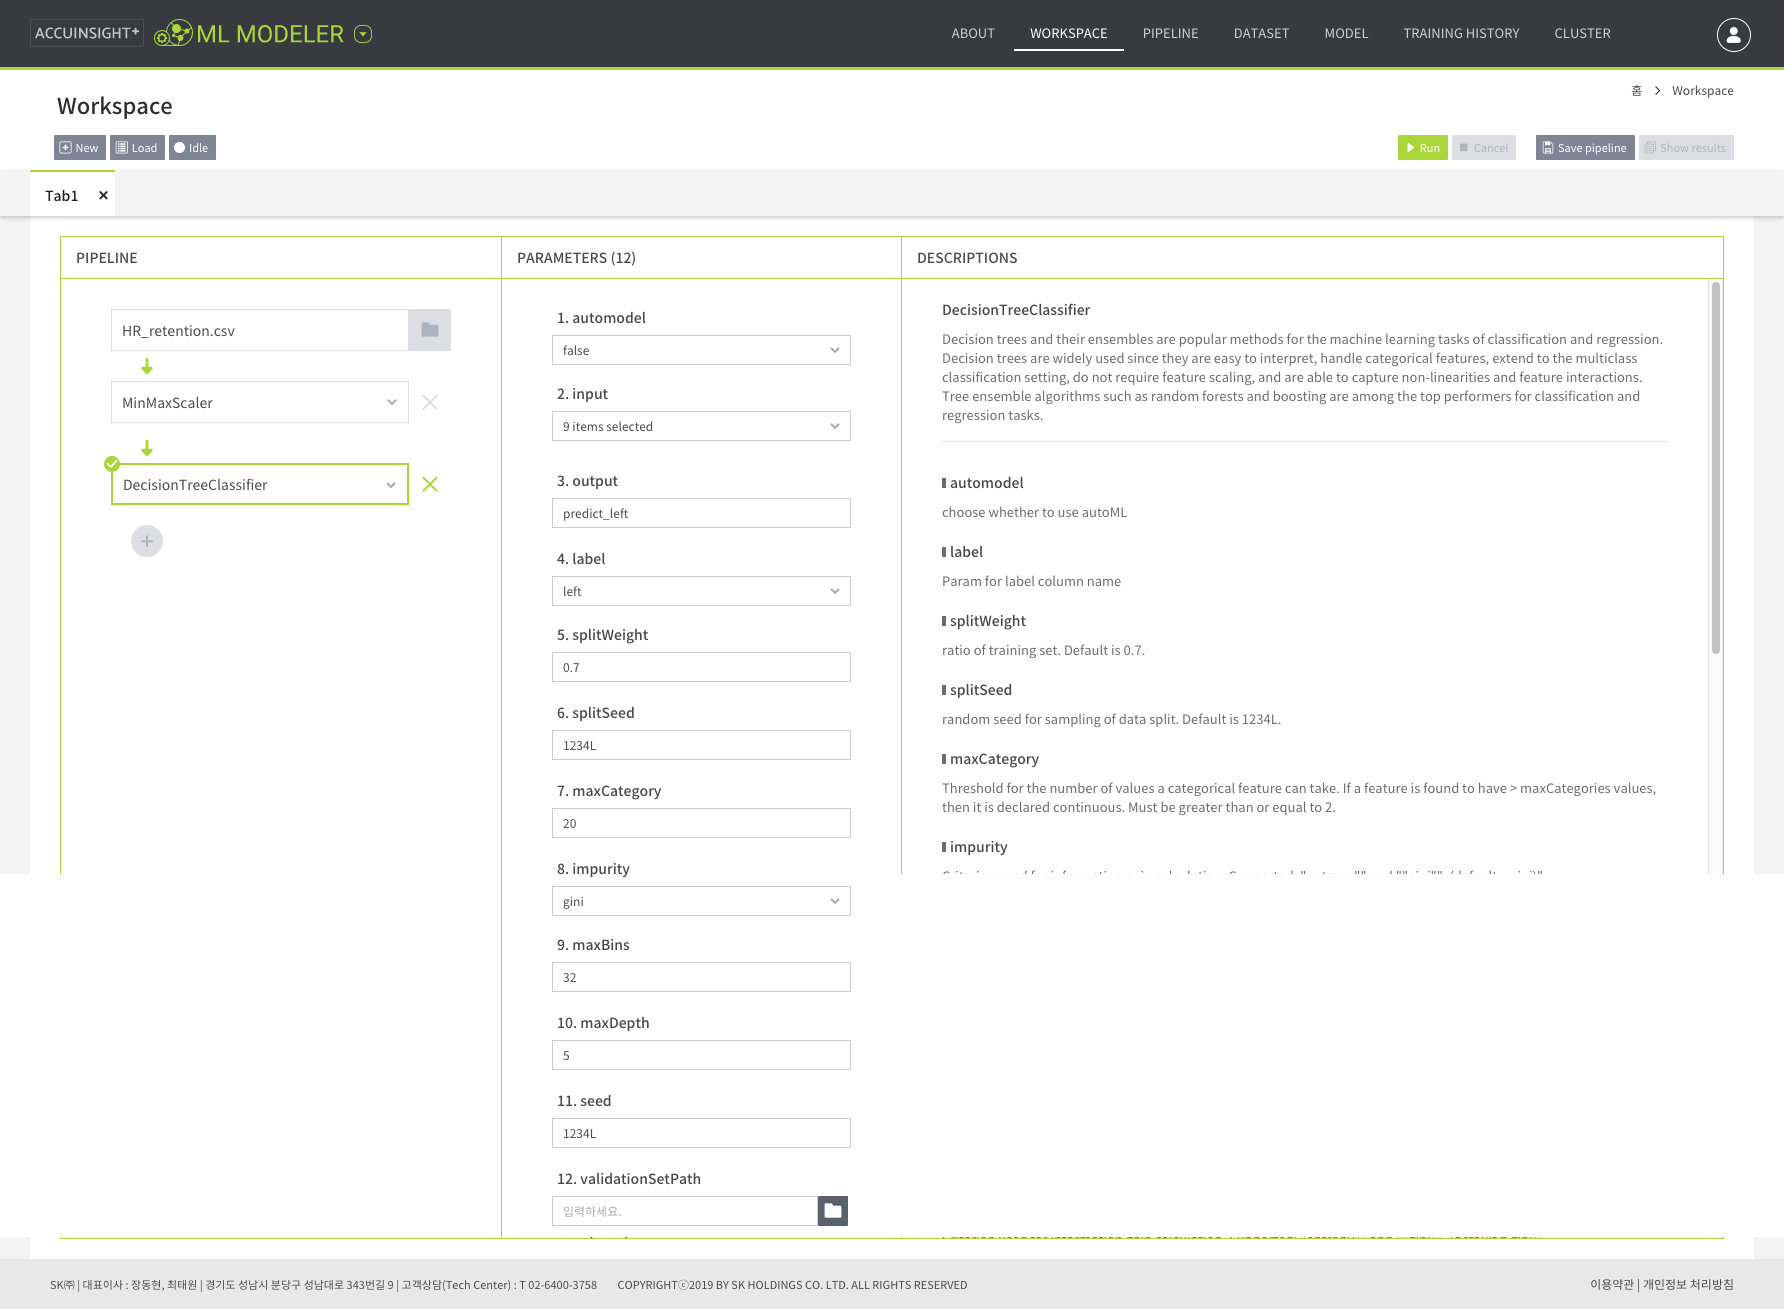 ACCUINSIGHT+ ML MODELER
ABOUT WORKSPACE PIPELINE DATASET MODEL TRAINING HISTORY CLUSTER
홈 > Workspace
Workspace
New Load Idle
Run Cancel Save pipeline Show results
Tab1
PIPELINE
HR_retention.csv
MinMaxScaler
DecisionTreeClassifier
PARAMETERS (12)
1. automodel
false
2. input
9 items selected
3. output
predict_left
4. label
left
5. splitWeight
0.7
6. splitSeed
1234L
7. maxCategory
20
8. impurity
gini
9. maxBins
32
10. maxDepth
5
11. seed
1234L
12. validationSetPath
입력하세요.
DESCRIPTIONS
DecisionTreeClassifier
Decision trees and their ensembles are popular methods for the machine learning tasks of classification and regression.
Decision trees are widely used since they are easy to interpret, handle categorical features, extend to the multiclass
classification setting, do not require feature scaling, and are able to capture non-linearities and feature interactions.
Tree ensemble algorithms such as random forests and boosting are among the top performers for classification and
regression tasks.
automodel
choose whether to use autoML
label
Param for label column name
splitWeight
ratio of training set. Default is 0.7.
splitSeed
random seed for sampling of data split. Default is 1234L.
maxCategory
Threshold for the number of values a categorical feature can take. If a feature is found to have > maxCategories values,
then it is declared continuous. Must be greater than or equal to 2.
impurity
SK㈜ | 대표이사 : 장동현, 최태원 | 경기도 성남시 분당구 성남대로 343번길 9 | 고객상담(Tech Center) : T 02-6400-3758 COPYRIGHTⓒ2019 BY SK HOLDINGS CO. LTD. ALL RIGHTS RESERVED
이용약관 | 개인정보 처리방침